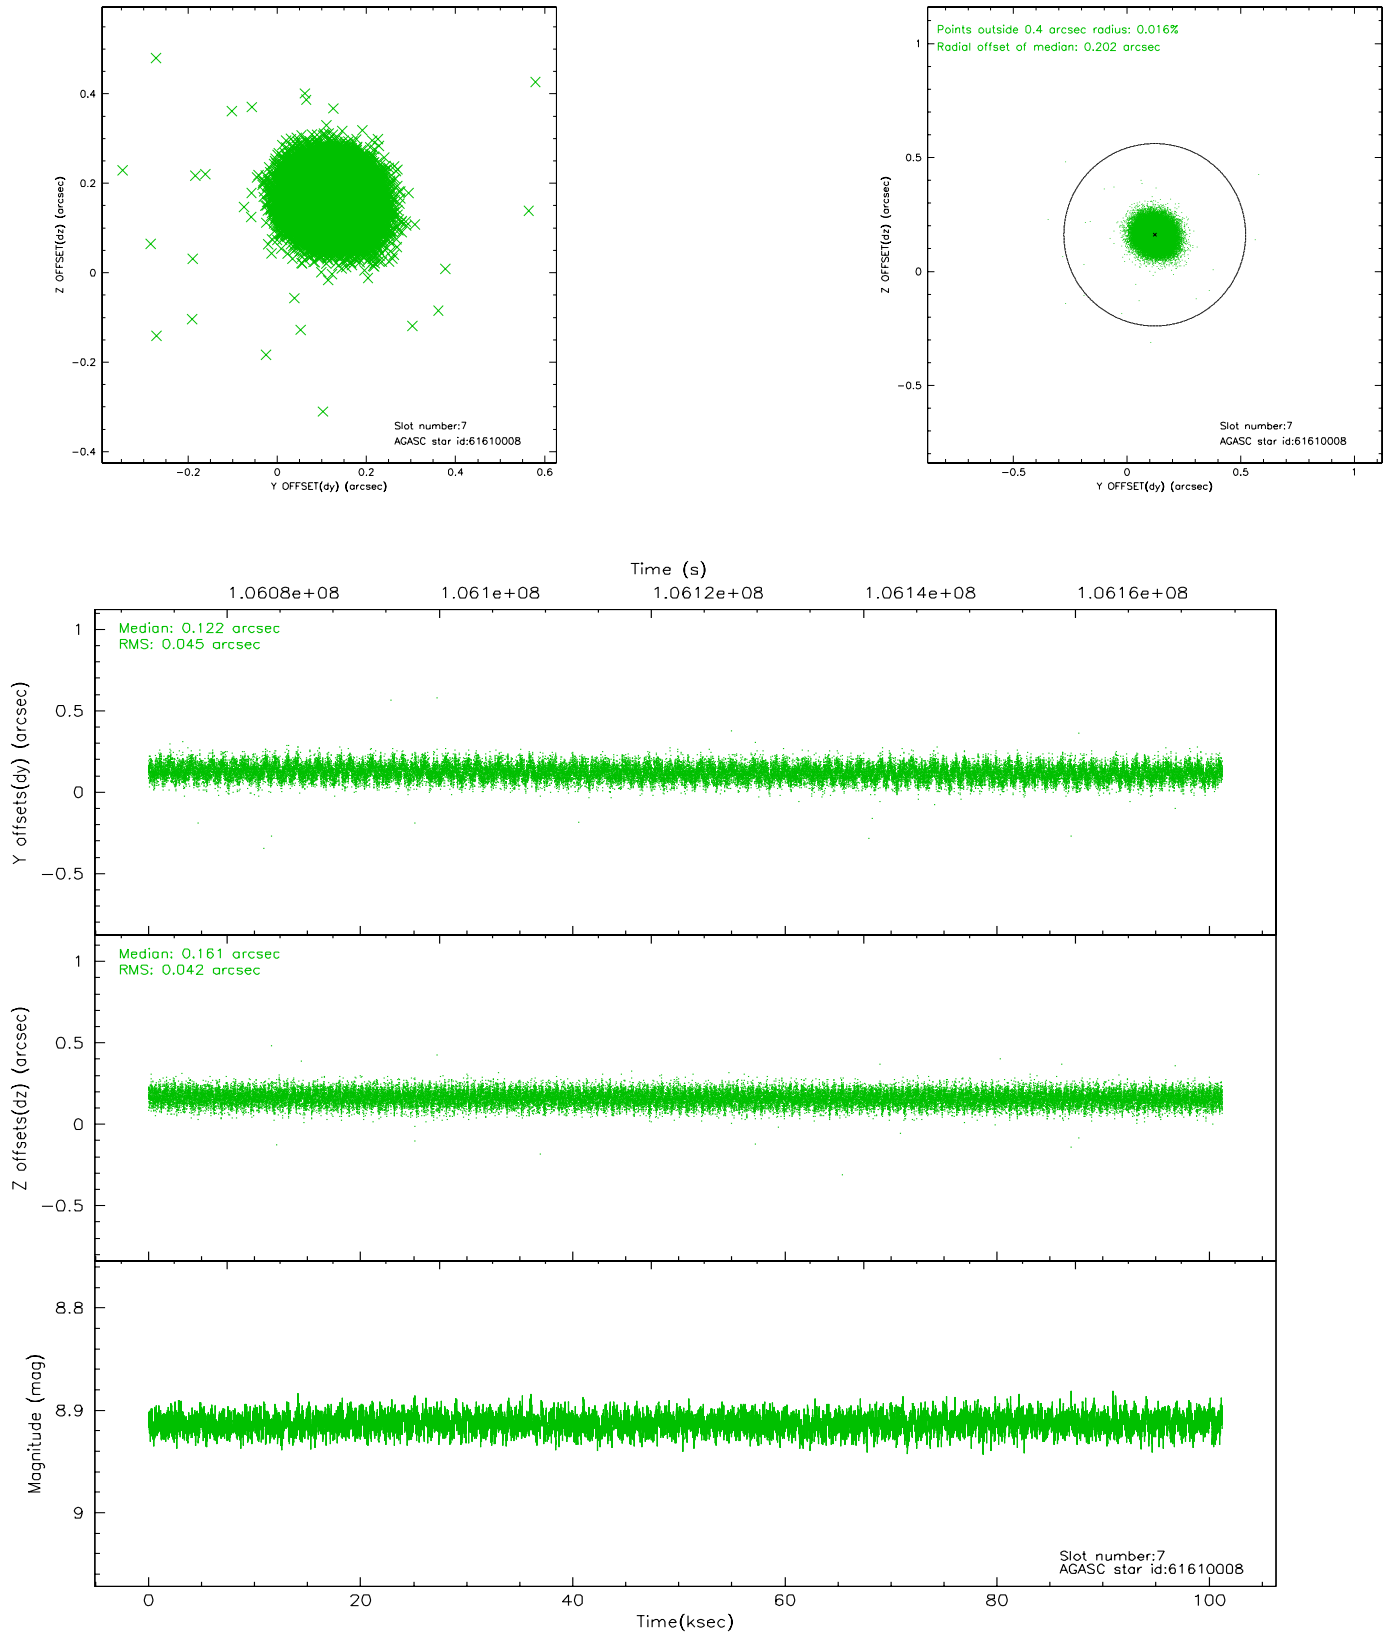 0.4
0.2
0
-0.2
-0.4
Z OFFSET(dz) (arcsec)
Slot number:7
AGASC star id:61610008
-0.2 0 0.2 0.4 0.6
Y OFFSET(dy) (arcsec)
Points outside 0.4 arcsec radius: 0.016%
Radial offset of median: 0.202 arcsec
1
0.5
0
-0.5
Z OFFSET(dz) (arcsec)
Slot number:7
AGASC star id:61610008
-0.5 0 0.5 1
Y OFFSET(dy) (arcsec)
Time (s)
1.0608e+08 1.061e+08 1.0612e+08 1.0614e+08 1.0616e+08
Median: 0.122 arcsec
RMS: 0.045 arcsec
1
0.5
0
-0.5
Y offsets(dy) (arcsec)
Median: 0.161 arcsec
RMS: 0.042 arcsec
1
0.5
0
-0.5
Z offsets(dz) (arcsec)
8.8
8.9
9
Magnitude (mag)
Slot number:7
AGASC star id:61610008
0 20 40 60 80 100
Time(ksec)